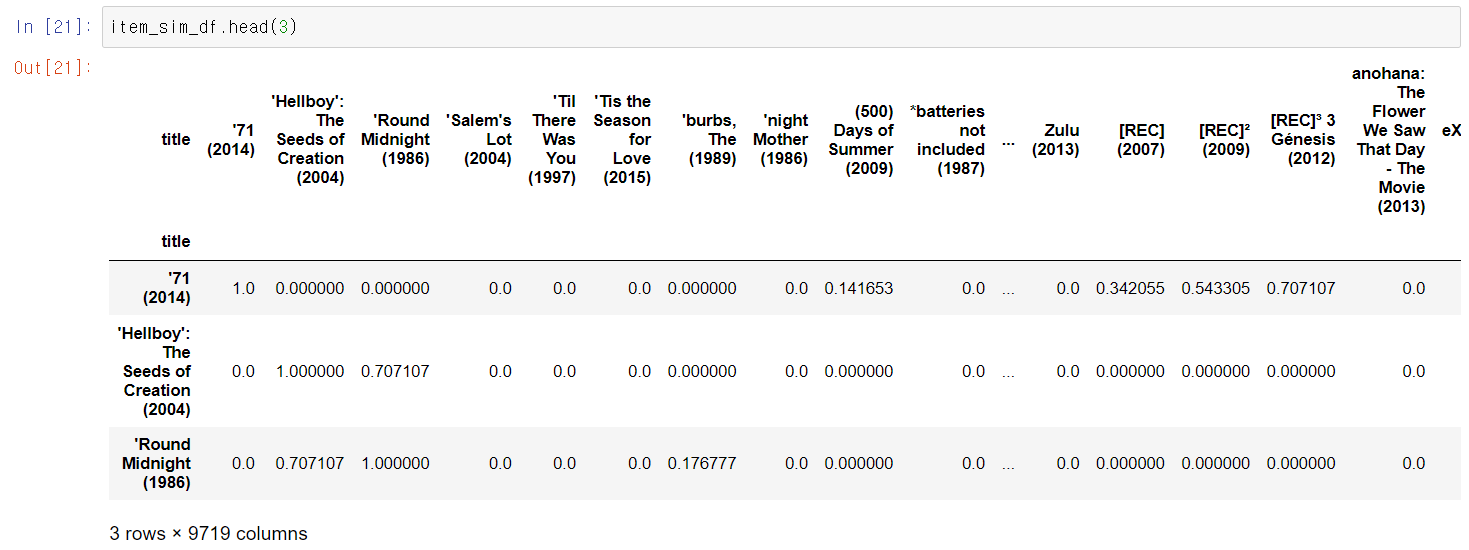 In [21]: item_sim_df.head(3)
Out[21]:
title '71 (2014) 'Hellboy': The Seeds of Creation (2004) 'Round Midnight (1986) 'Salem's Lot (2004) 'Til There Was You (1997) 'Tis the Season for Love (2015) 'burbs, The (1989) 'night Mother (1986) (500) Days of Summer (2009) *batteries not included (1987) ... Zulu (2013) [REC] (2007) [REC]² (2009) [REC]³ 3 Génesis (2012) anohana: The Flower We Saw That Day - The Movie (2013) eX
title
'71 (2014) 1.0 0.000000 0.000000 0.0 0.0 0.0 0.000000 0.0 0.141653 0.0 ... 0.0 0.342055 0.543305 0.707107 0.0
'Hellboy': The Seeds of Creation (2004) 0.0 1.000000 0.707107 0.0 0.0 0.0 0.000000 0.0 0.000000 0.0 ... 0.0 0.000000 0.000000 0.000000 0.0
'Round Midnight (1986) 0.0 0.707107 1.000000 0.0 0.0 0.0 0.176777 0.0 0.000000 0.0 ... 0.0 0.000000 0.000000 0.000000 0.0
3 rows × 9719 columns